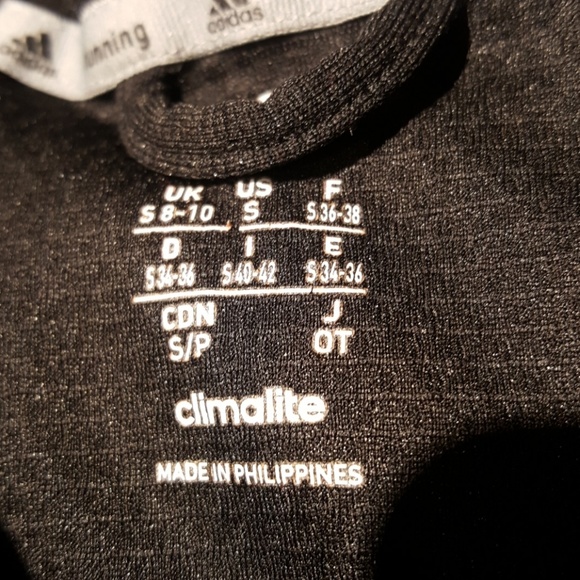 adidas
running
adidas
UK US F
S 8-10 S S/36-38
D I E
S/34-36 S/40-42 S/34-36
CDN J
S/P OT
climalite
MADE IN PHILIPPINES